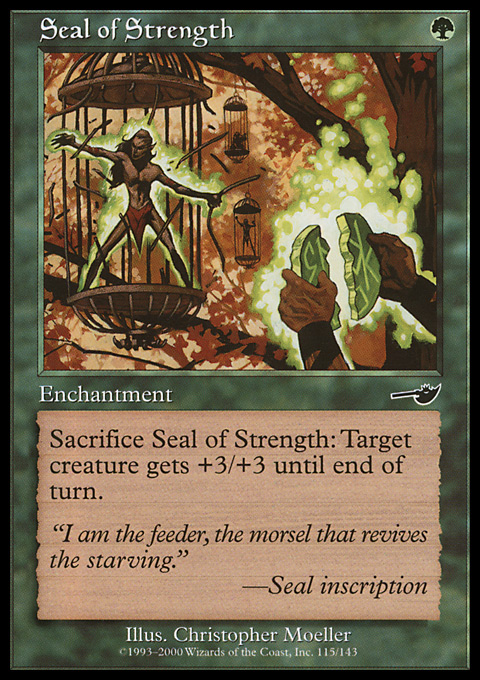 Seal of Strength
Enchantment
Sacrifice Seal of Strength: Target
creature gets +3/+3 until end of
turn.
“I am the feeder, the morsel that revives
the starving.”
—Seal inscription
Illus. Christopher Moeller
©1993–2000 Wizards of the Coast, Inc. 115/143